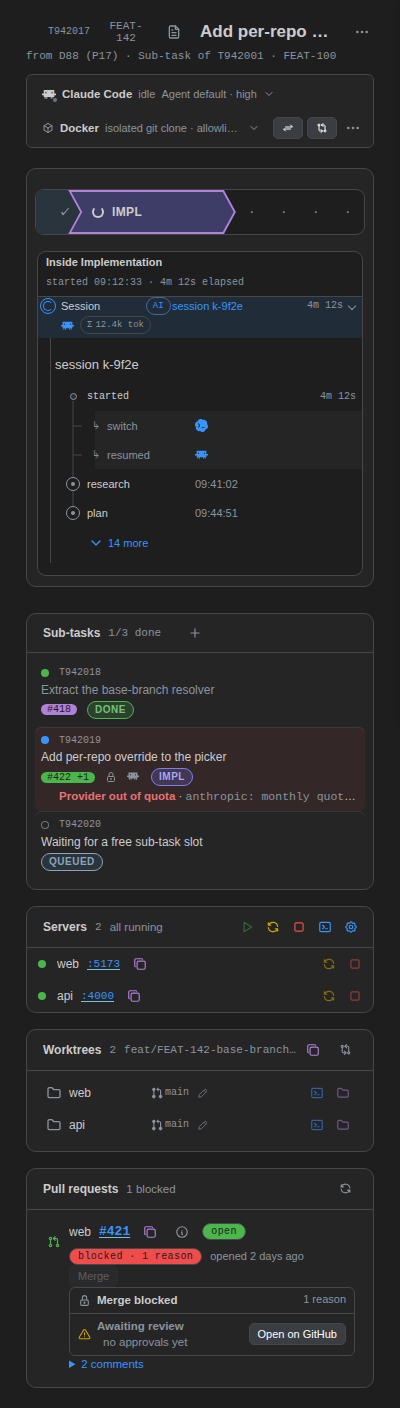 T942017 FEAT-142 Add per-repo …
from D88 (P17) · Sub-task of T942001 · FEAT-100
Claude Code idle Agent default · high
Docker isolated git clone · allowli…
✓ IMPL · · · ·
Inside Implementation
started 09:12:33 · 4m 12s elapsed
Session AI session k-9f2e 4m 12s
Σ 12.4k tok
session k-9f2e
started 4m 12s
↳ switch
↳ resumed
research 09:41:02
plan 09:44:51
14 more
Sub-tasks 1/3 done
T942018
Extract the base-branch resolver
#418 DONE
T942019
Add per-repo override to the picker
#422 +1 IMPL
Provider out of quota · anthropic: monthly quot…
T942020
Waiting for a free sub-task slot
QUEUED
Servers 2 all running
web :5173
api :4000
Worktrees 2 feat/FEAT-142-base-branch…
web main
api main
Pull requests 1 blocked
web #421 open
blocked · 1 reason opened 2 days ago
Merge
Merge blocked 1 reason
Awaiting review
no approvals yet
Open on GitHub
2 comments